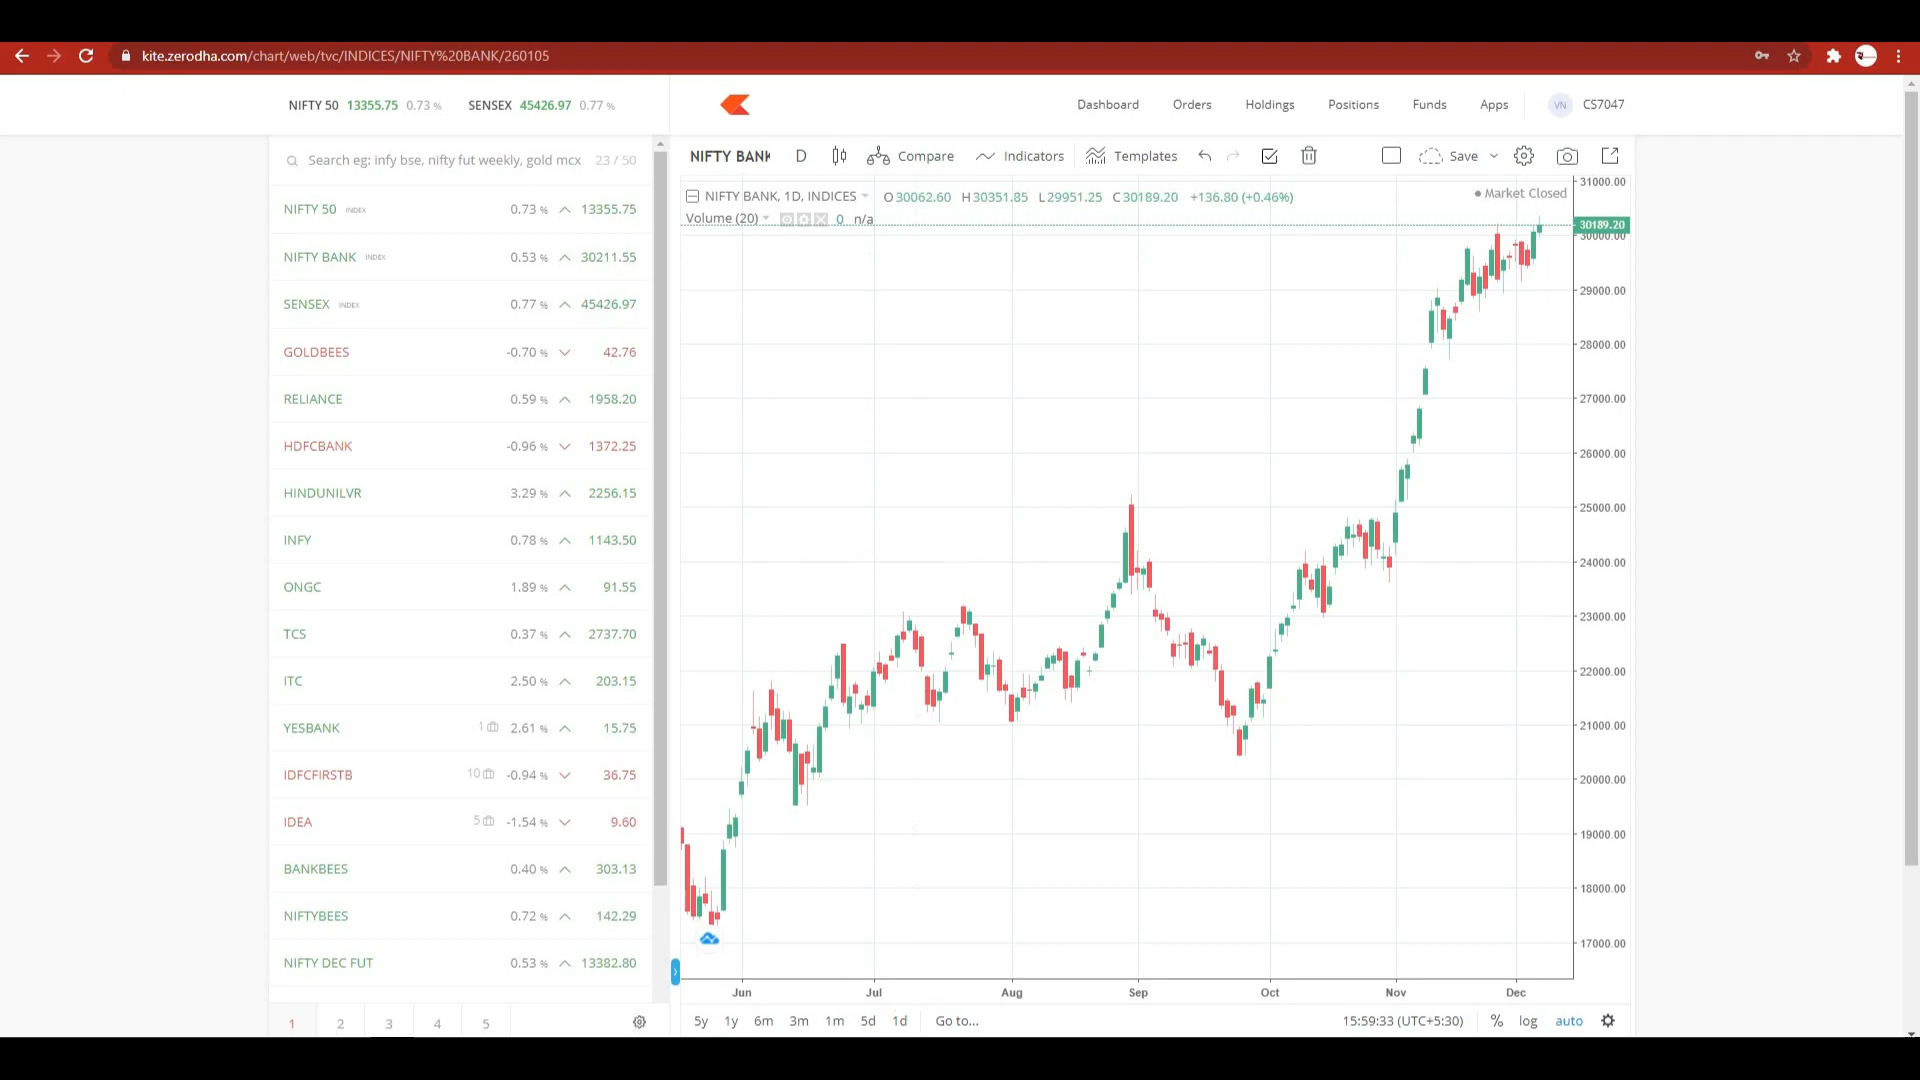 kite.zerodha.com/chart/web/tvc/INDICES/NIFTY%20BANK/260105
NIFTY 50 13355.75 0.73 % SENSEX 45426.97 0.77 %
Dashboard Orders Holdings Positions Funds Apps VN CS7047
Search eg: infy bse, nifty fut weekly, gold mcx 23 / 50
NIFTY 50 INDEX 0.73 % 13355.75
NIFTY BANK INDEX 0.53 % 30211.55
SENSEX INDEX 0.77 % 45426.97
GOLDBEES -0.70 % 42.76
RELIANCE 0.59 % 1958.20
HDFCBANK -0.96 % 1372.25
HINDUNILVR 3.29 % 2256.15
INFY 0.78 % 1143.50
ONGC 1.89 % 91.55
TCS 0.37 % 2737.70
ITC 2.50 % 203.15
YESBANK 1 2.61 % 15.75
IDFCFIRSTB 10 -0.94 % 36.75
IDEA 5 -1.54 % 9.60
BANKBEES 0.40 % 303.13
NIFTYBEES 0.72 % 142.29
NIFTY DEC FUT 0.53 % 13382.80
1 2 3 4 5
NIFTY BANK D Compare Indicators Templates Save
NIFTY BANK, 1D, INDICES O 30062.60 H 30351.85 L 29951.25 C 30189.20 +136.80 (+0.46%)
Market Closed
Volume (20) 0 n/a
31000.00
30189.20
30000.00
29000.00
28000.00
27000.00
26000.00
25000.00
24000.00
23000.00
22000.00
21000.00
20000.00
19000.00
18000.00
17000.00
Jun Jul Aug Sep Oct Nov Dec
5y 1y 6m 3m 1m 5d 1d Go to... 15:59:33 (UTC+5:30) % log auto